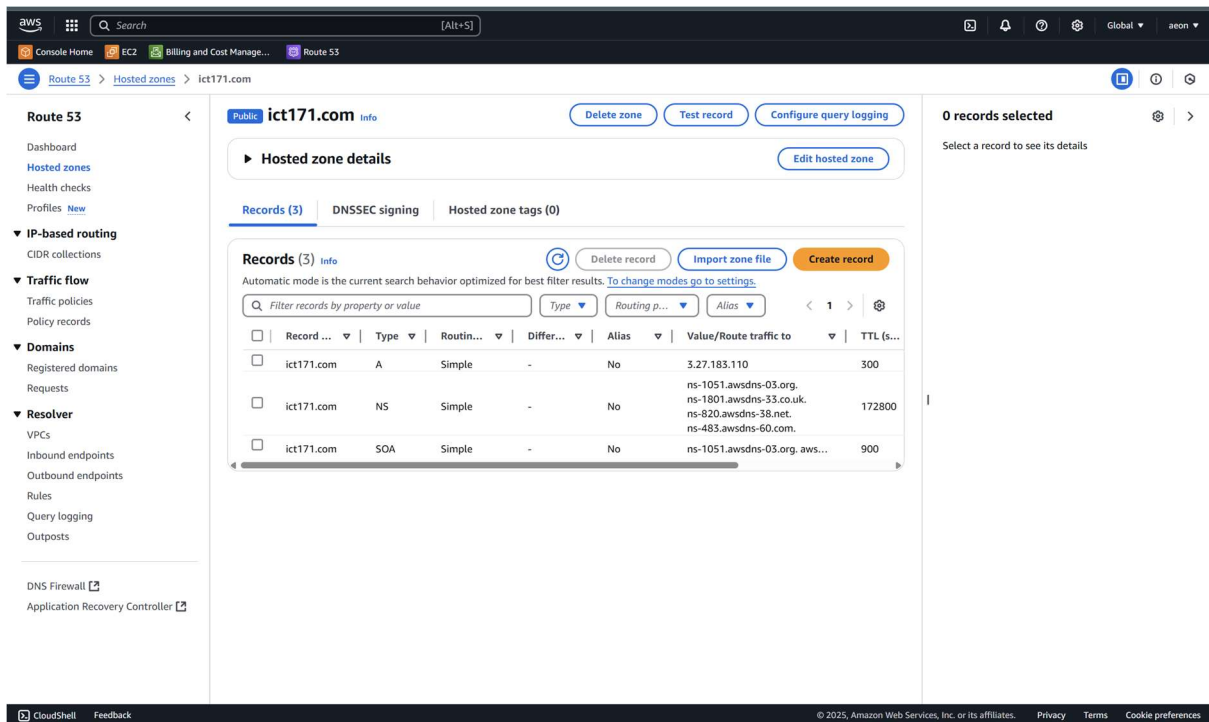 aws
Search [Alt+S] Global aeon
Console Home EC2 Billing and Cost Manage... Route 53
Route 53 > Hosted zones > ict171.com
Route 53
Dashboard
Hosted zones
Health checks
Profiles New
IP-based routing
CIDR collections
Traffic flow
Traffic policies
Policy records
Domains
Registered domains
Requests
Resolver
VPCs
Inbound endpoints
Outbound endpoints
Rules
Query logging
Outposts
DNS Firewall
Application Recovery Controller
Public ict171.com Info Delete zone Test record Configure query logging
Hosted zone details Edit hosted zone
Records (3) DNSSEC signing Hosted zone tags (0)
Records (3) Info Delete record Import zone file Create record
Automatic mode is the current search behavior optimized for best filter results. To change modes go to settings.
Filter records by property or value Type Routing p... Alias < 1 >
Record ... Type Routin... Differ... Alias Value/Route traffic to TTL (s...
ict171.com A Simple - No 3.27.183.110 300
ns-1051.awsdns-03.org.
ns-1801.awsdns-33.co.uk.
ict171.com NS Simple - No 172800
ns-820.awsdns-38.net.
ns-483.awsdns-60.com.
ict171.com SOA Simple - No ns-1051.awsdns-03.org. aws... 900
0 records selected
Select a record to see its details
CloudShell Feedback © 2025, Amazon Web Services, Inc. or its affiliates. Privacy Terms Cookie preferences